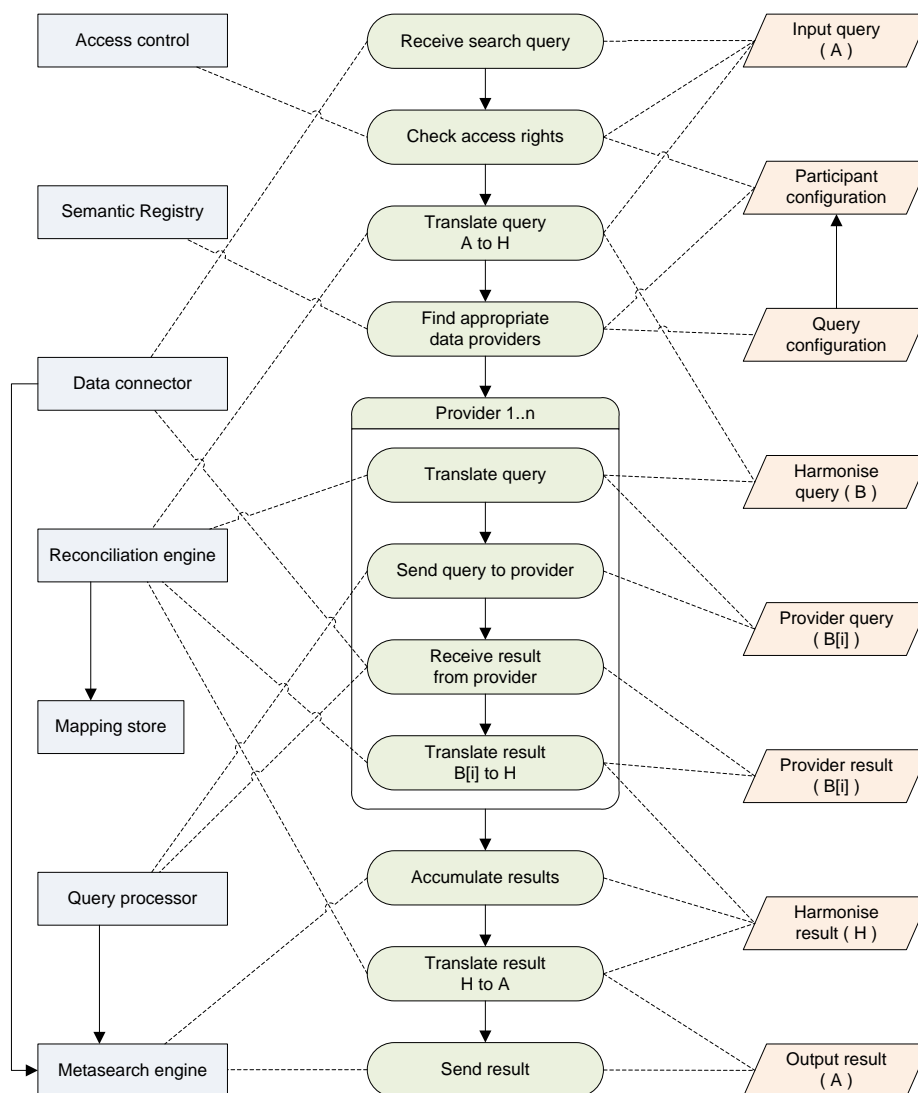 Access control
Receive search query
Input query
( A )
Check access rights
Semantic Registry
Translate query
A to H
Participant
configuration
Find appropriate
data providers
Query
configuration
Data connector
Provider 1..n
Translate query
Harmonise
query ( B )
Reconciliation engine
Send query to provider
Provider query
( B[i] )
Receive result
from provider
Mapping store
Translate result
B[i] to H
Provider result
( B[i] )
Query processor
Accumulate results
Harmonise
result ( H )
Translate result
H to A
Metasearch engine
Send result
Output result
( A )